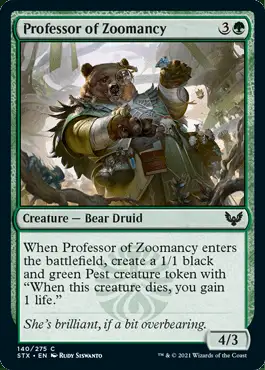 Professor of Zoomancy 3
Creature — Bear Druid
When Professor of Zoomancy enters
the battlefield, create a 1/1 black
and green Pest creature token with
“When this creature dies, you gain
1 life.”
She's brilliant, if a bit overbearing.
4/3
140/275 C
STX • EN Rudy Siswanto
™ & © 2021 Wizards of the Coast